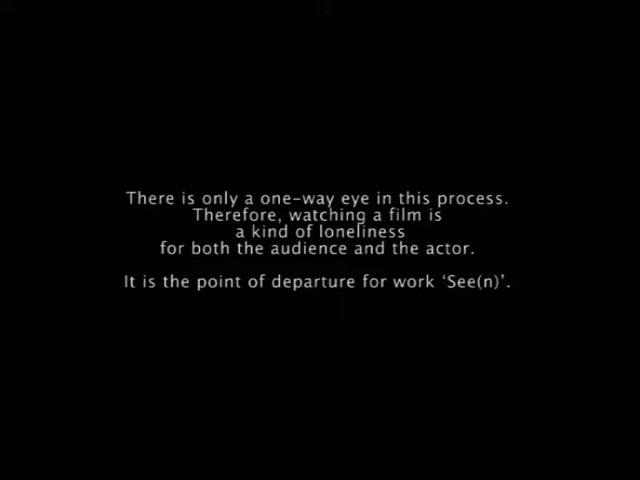 There is only a one-way eye in this process.
Therefore, watching a film is
a kind of loneliness
for both the audience and the actor.
It is the point of departure for work ‘See(n)’.